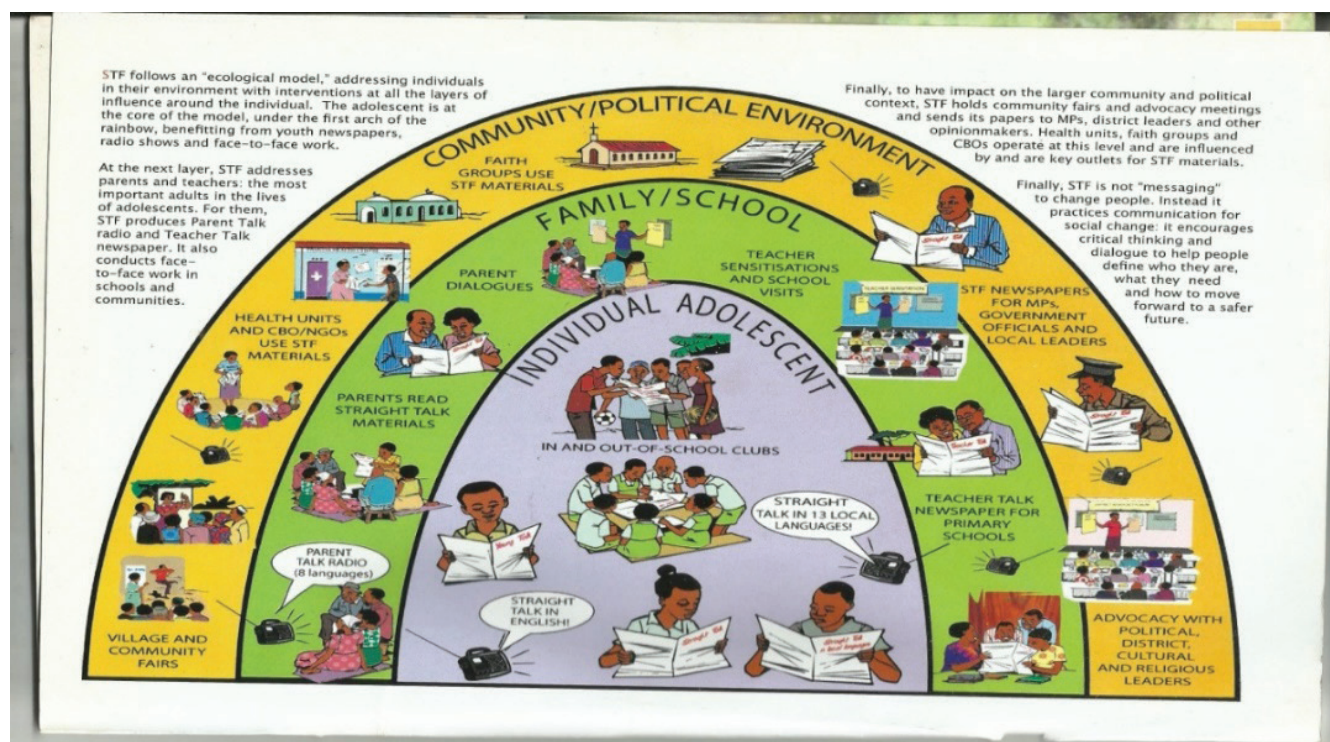 STF follows an "ecological model," addressing individuals
in their environment with interventions at all the layers of
influence around the individual. The adolescent is at
the core of the model, under the first arch of the
rainbow, benefitting from youth newspapers,
radio shows and face-to-face work.
At the next layer, STF addresses
parents and teachers: the most
important adults in the lives
of adolescents. For them,
STF produces Parent Talk
radio and Teacher Talk
newspaper. It also
conducts face-
to-face work in
schools and
communities.
Finally, to have impact on the larger community and political
context, STF holds community fairs and advocacy meetings
and sends its papers to MPs, district leaders and other
opinionmakers. Health units, faith groups and
CBOs operate at this level and are influenced
by and are key outlets for STF materials.
Finally, STF is not "messaging"
to change people. Instead it
practices communication for
social change: it encourages
critical thinking and
dialogue to help people
define who they are,
what they need
and how to move
forward to a safer
future.
COMMUNITY/POLITICAL ENVIRONMENT
FAITH
GROUPS USE
STF MATERIALS
HEALTH UNITS
AND CBO/NGOs
USE STF
MATERIALS
VILLAGE AND
COMMUNITY
FAIRS
STF NEWSPAPERS
FOR MPs,
GOVERNMENT
OFFICIALS AND
LOCAL LEADERS
ADVOCACY WITH
POLITICAL,
DISTRICT,
CULTURAL
AND RELIGIOUS
LEADERS
FAMILY/SCHOOL
PARENT
DIALOGUES
TEACHER
SENSITISATIONS
AND SCHOOL
VISITS
PARENTS READ
STRAIGHT TALK
MATERIALS
PARENT
TALK RADIO
(8 languages)
TEACHER TALK
NEWSPAPER FOR
PRIMARY
SCHOOLS
Teacher Talk
INDIVIDUAL ADOLESCENT
IN AND OUT-OF-SCHOOL CLUBS
Young Talk
STRAIGHT
TALK IN 13 LOCAL
LANGUAGES!
STRAIGHT
TALK IN
ENGLISH!
Straight Talk
Straight Talk